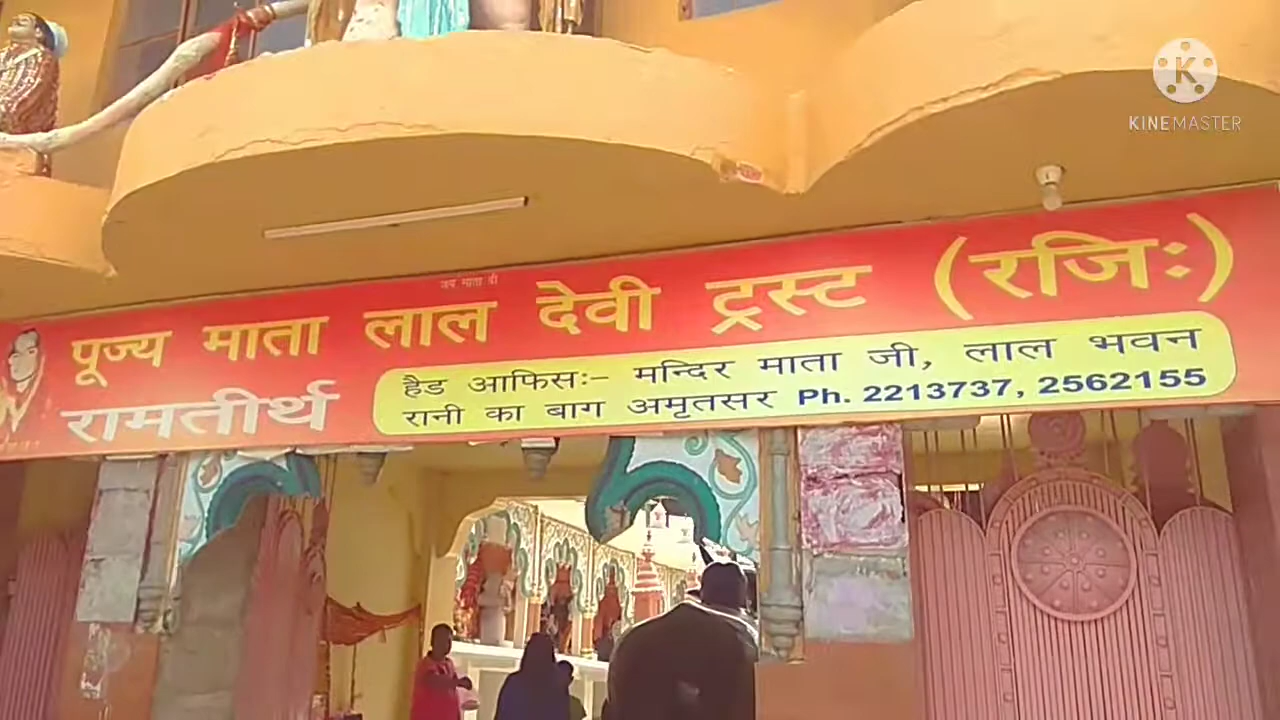 जय माता दी
पूज्य माता लाल देवी ट्रस्ट (रजिः)
रामतीर्थ
हैड आफिसः– मन्दिर माता जी, लाल भवन
रानी का बाग अमृतसर Ph. 2213737, 2562155
KINEMASTER